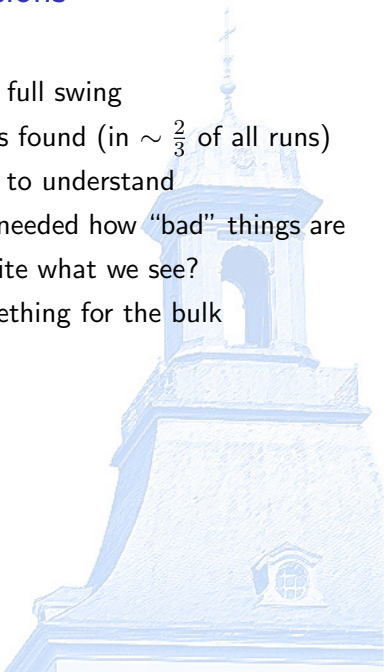 full swing
s found (in ∼ 2/3 of all runs)
to understand
needed how “bad” things are
ite what we see?
ething for the bulk